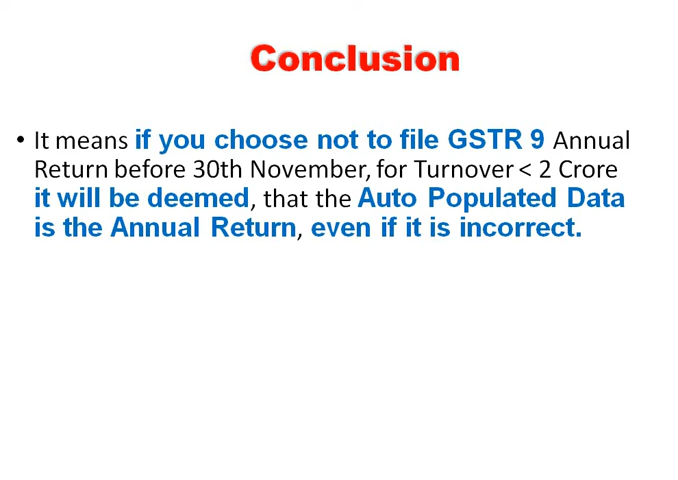 Conclusion
• It means if you choose not to file GSTR 9 Annual
Return before 30th November, for Turnover < 2 Crore
it will be deemed, that the Auto Populated Data
is the Annual Return, even if it is incorrect.